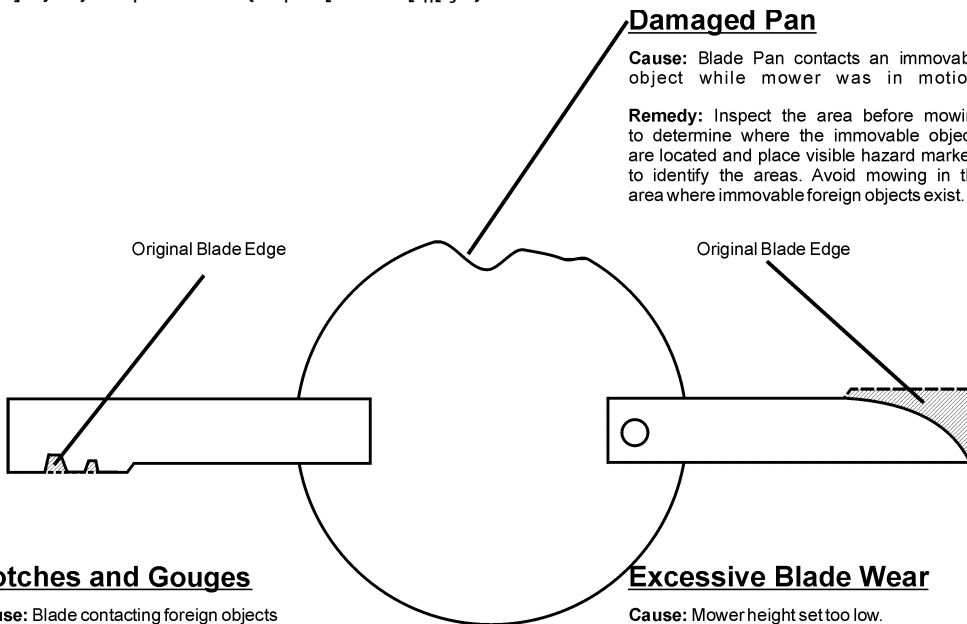 Damaged Pan
Cause: Blade Pan contacts an immovab
object while mower was in motio
Remedy: Inspect the area before mowi
to determine where the immovable objec
are located and place visible hazard marke
to identify the areas. Avoid mowing in t
area where immovable foreign objects exist.
Original Blade Edge
Original Blade Edge
otches and Gouges
use: Blade contacting foreign objects
Excessive Blade Wear
Cause: Mower height set too low.